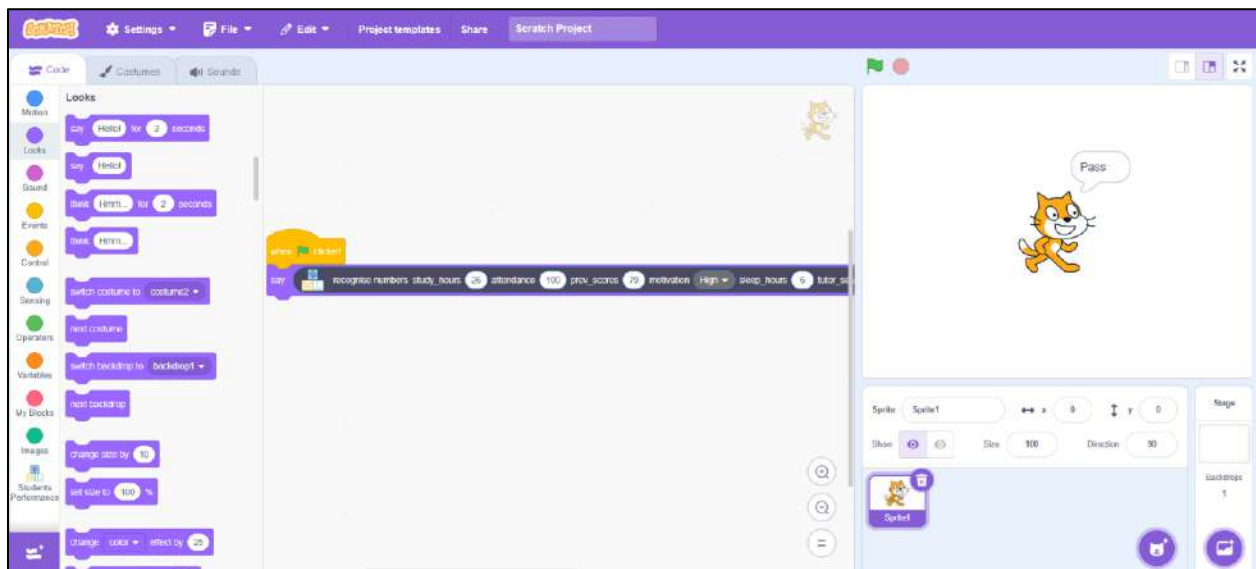 SCRATCH
Settings
File
Edit
Project templates
Share
Scratch Project
Code
Costumes
Sounds
Motion
Looks
Sound
Events
Control
Sensing
Operators
Variables
My Blocks
Images
Students
Performance
Looks
say Hello! for 2 seconds
say Hello!
think Hmm... for 2 seconds
think Hmm...
switch costume to costume2
next costume
switch backdrop to backdrop1
next backdrop
change size by 10
set size to 100 %
change color effect by 25
when clicked
say recognise numbers study_hours 26 attendance 100 prev_scores 79 motivation High sleep_hours 6
Pass
Sprite Sprite1 x 0 y 0
Show Size 100 Direction 90
Sprite1
Stage
Backdrops
1